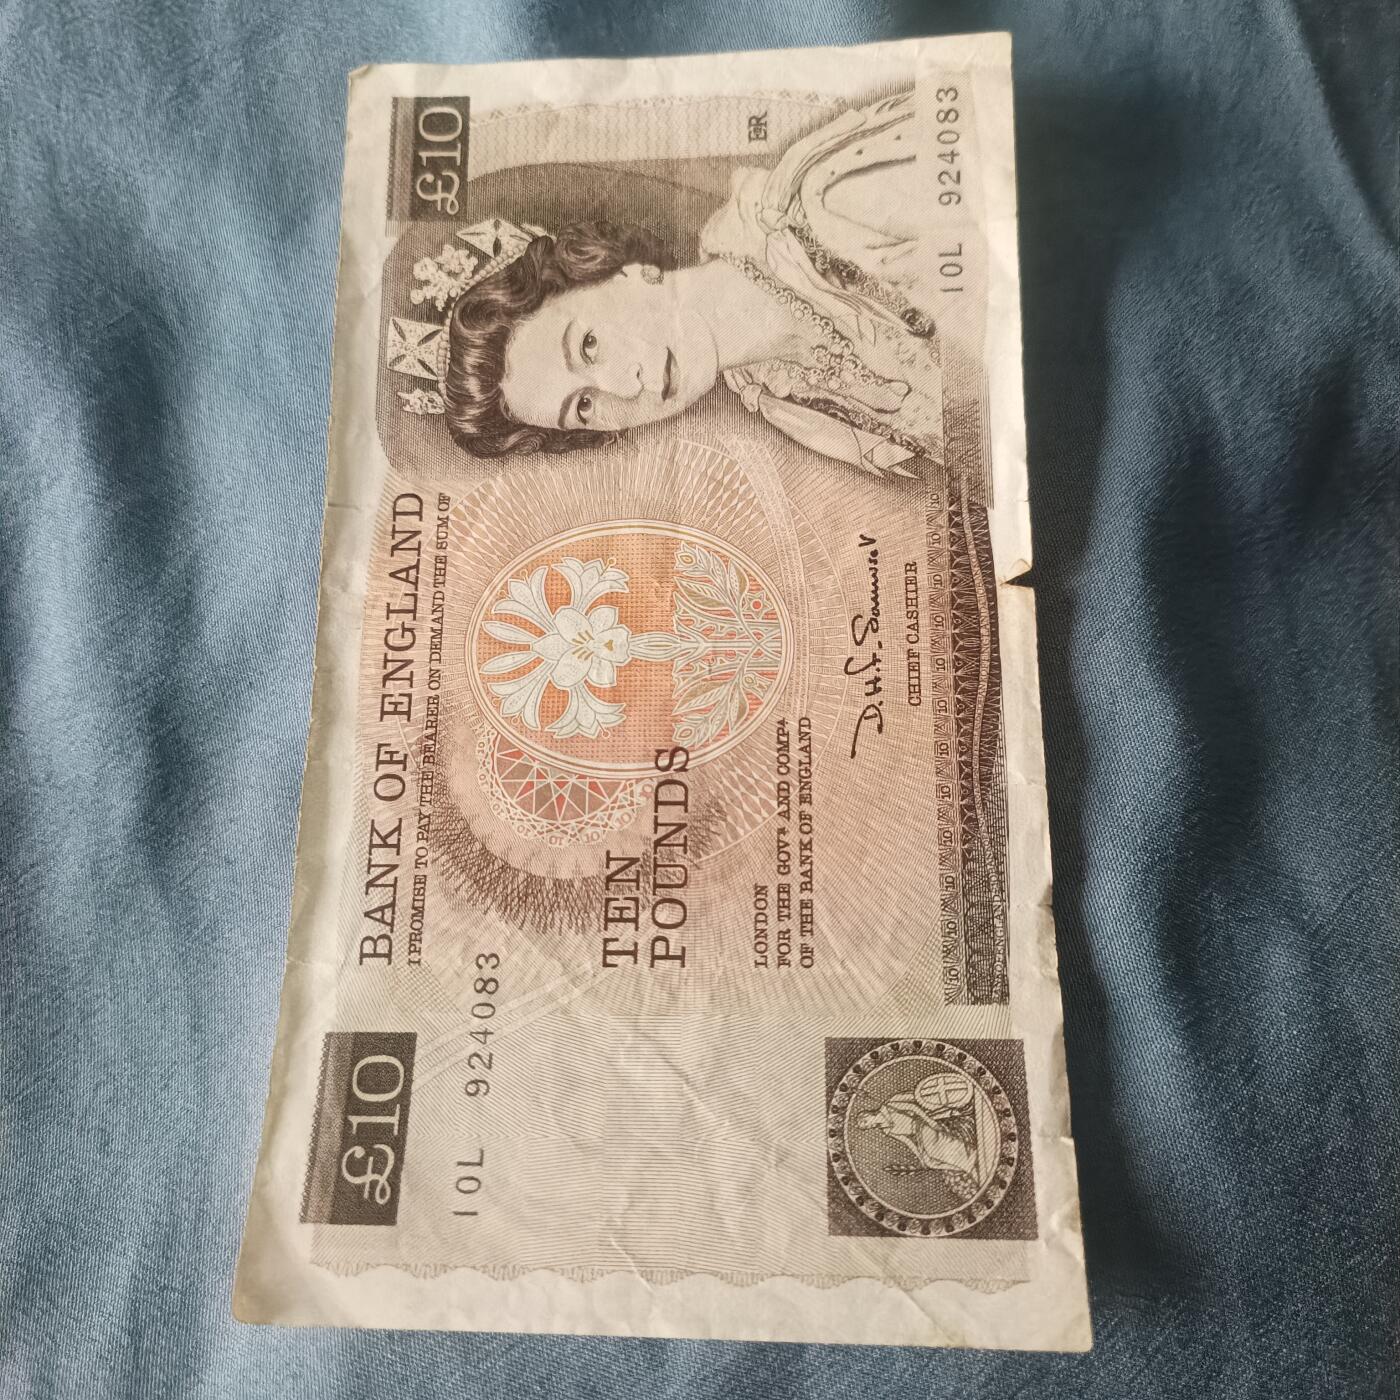 £10
BANK OF ENGLAND
£10
I PROMISE TO PAY THE BEARER ON DEMAND THE SUM OF
10L 924083
TEN
POUNDS
ER
LONDON
FOR THE GOVR AND COMPA
OF THE BANK OF ENGLAND
D.H.F. Somerset
CHIEF CASHIER
10L 924083